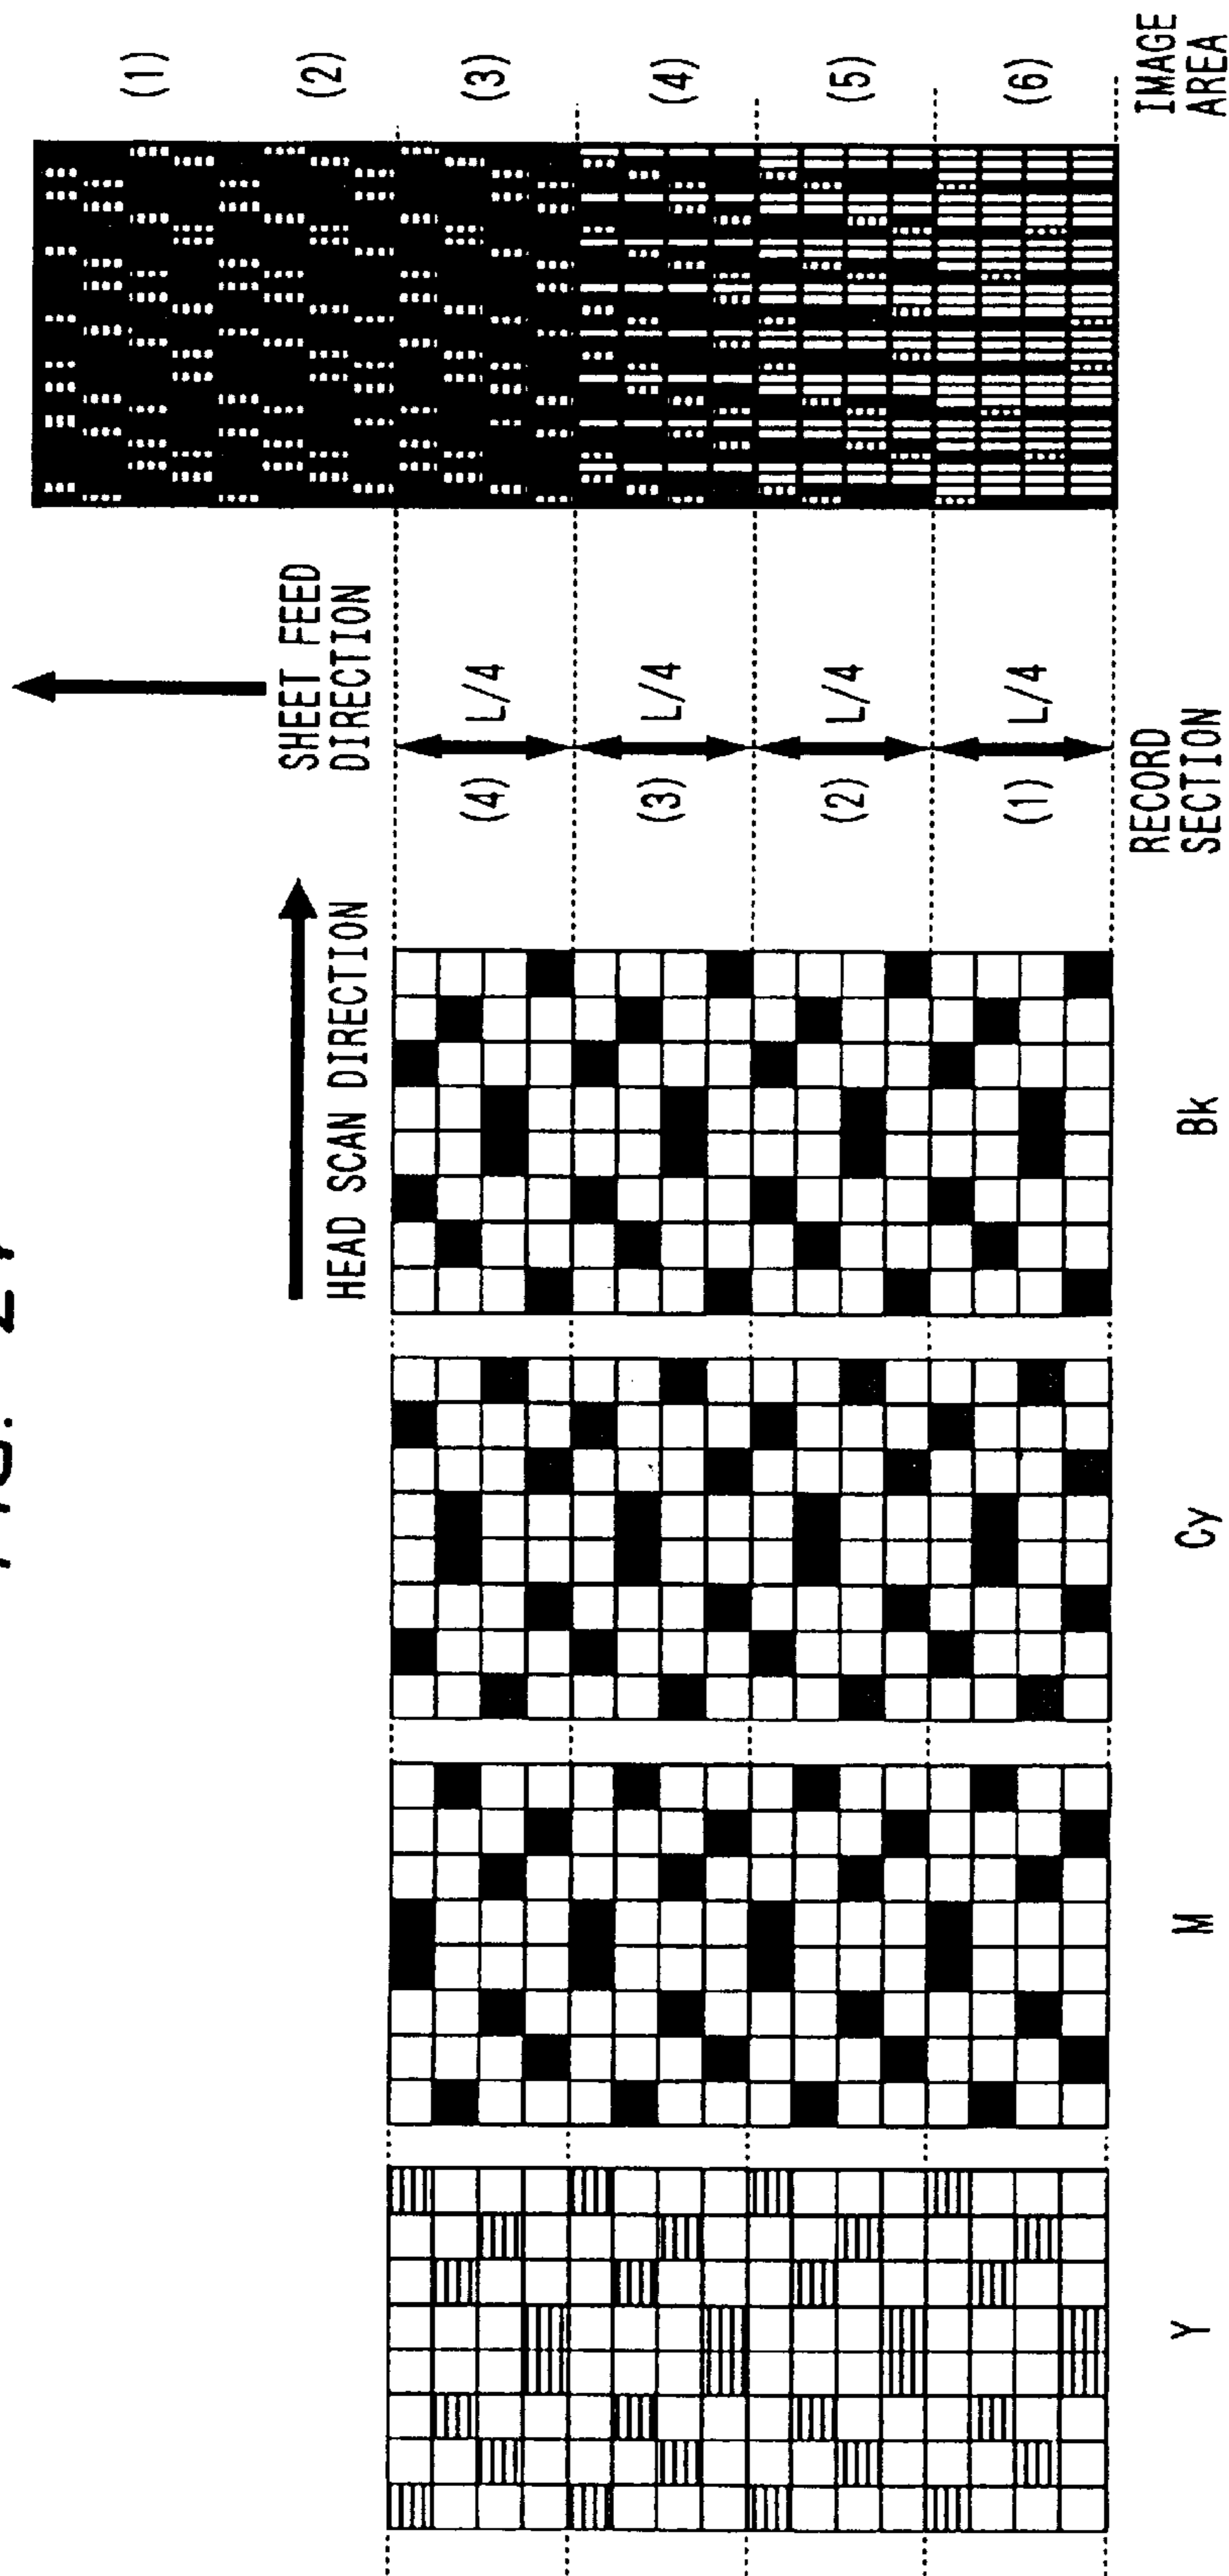 FIG.
HEAD SCAN DIRECTION
SHEET FEED
DIRECTION
(4) L/4
(3) L/4
(2) L/4
(1) L/4
RECORD
SECTION
(1)
(2)
(3)
(4)
(5)
(6)
IMAGE
AREA
Y
M
Cy
Bk